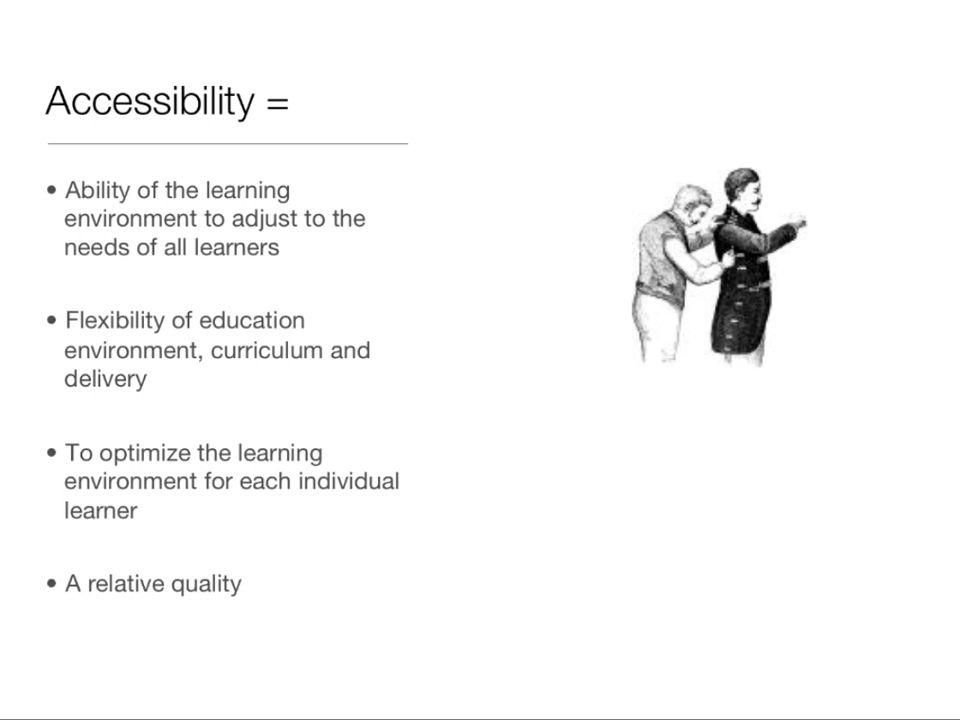 Accessibility =
• Ability of the learning
environment to adjust to the
needs of all learners
• Flexibility of education
environment, curriculum and
delivery
• To optimize the learning
environment for each individual
learner
• A relative quality